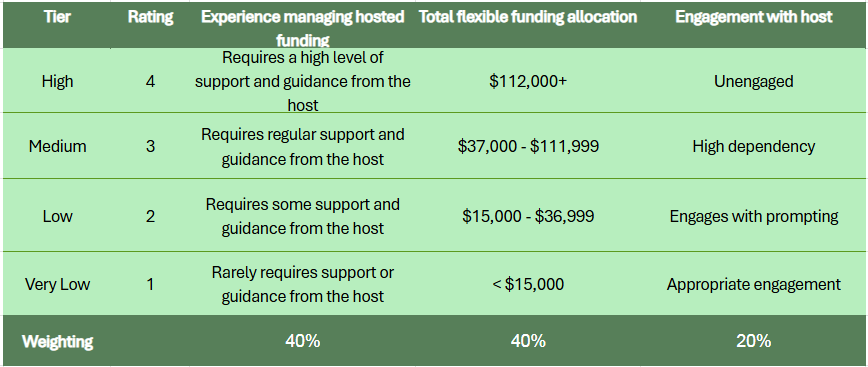 Tier Rating Experience managing hosted funding Total flexible funding allocation Engagement with host
High 4 Requires a high level of support and guidance from the host $112,000+ Unengaged
Medium 3 Requires regular support and guidance from the host $37,000 - $111,999 High dependency
Low 2 Requires some support and guidance from the host $15,000 - $36,999 Engages with prompting
Very Low 1 Rarely requires support or guidance from the host < $15,000 Appropriate engagement
Weighting 40% 40% 20%